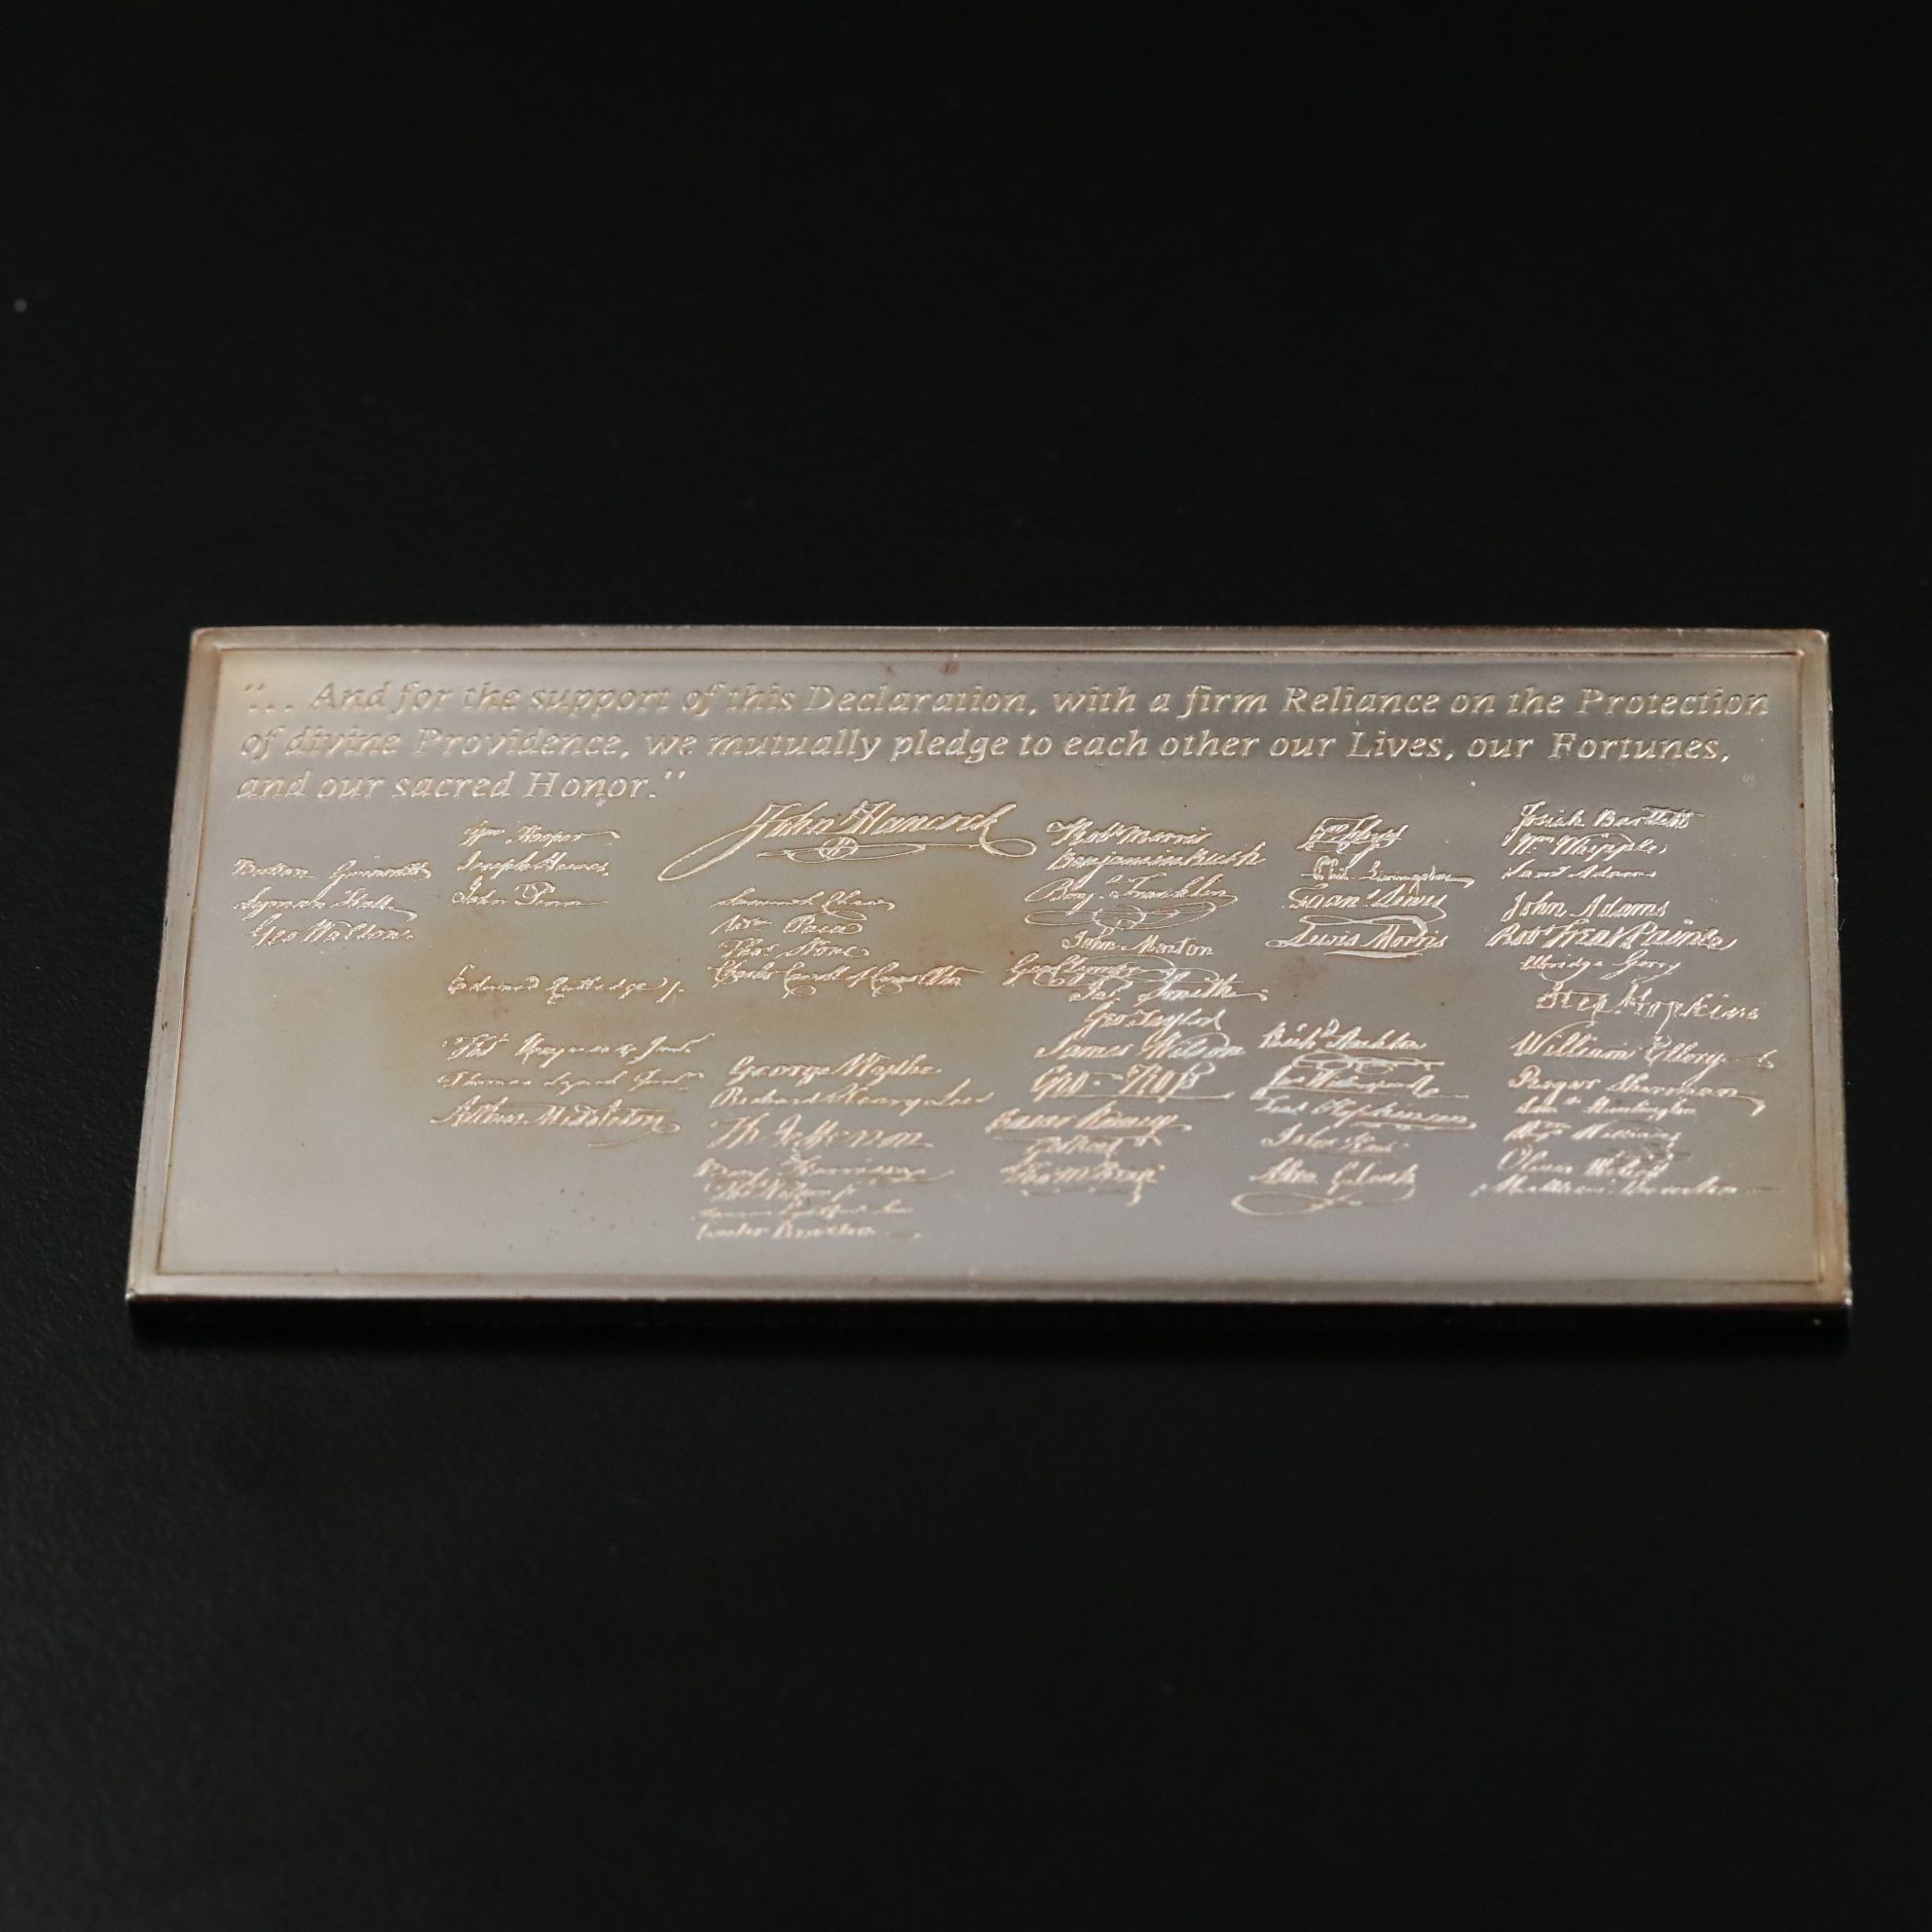 "... And for the support of this Declaration, with a firm Reliance on the Protection
of divine Providence, we mutually pledge to each other our Lives, our Fortunes,
and our sacred Honor."
Button Gwinnett
Lyman Hall
Geo Walton.
Wm Hooper
Joseph Hewes,
John Penn
Edward Rutledge /.
Thos Heyward Junr
Thomas Lynch Junr
Arthur Middleton
John Hancock
Samuel Chase
Wm Paca
Thos Stone
Charles Carroll of Carrollton
George Wythe
Richard Henry Lee
Th Jefferson
Benj Harrison
Thos Nelson jr
Francis Lightfoot Lee
Carter Braxton
Robt Morris
Benjamin Rush
Benj Franklin
John Morton
Geo Clymer
Jas Smith
Geo Taylor
James Wilson
Geo Ross
Caesar Rodney
Geo Read
Tho M:Kean
Wm Floyd
Phil. Livingston
Frans Lewis
Lewis Morris
Richd Stockton
Jno Witherspoon
Fras Hopkinson
John Hart
Abra Clark
Josiah Bartlett
Wm Whipple
Saml Adams
John Adams
Robt Treat Paine
Elbridge Gerry
Step Hopkins
William Ellery
Roger Sherman
Saml Huntington
Wm Williams
Oliver Wolcott
Matthew Thornton